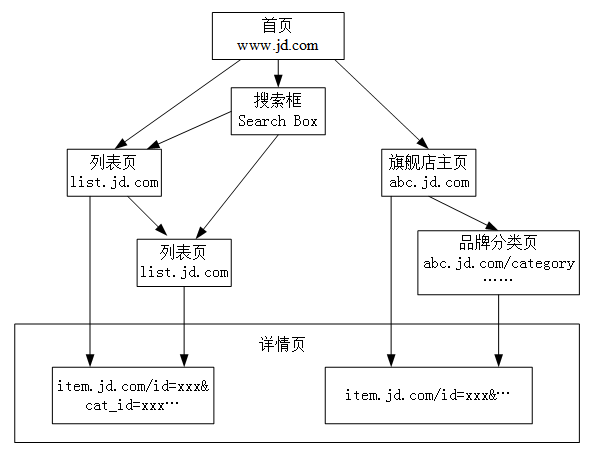 首页
www.jd.com
搜索框
Search Box
列表页
list.jd.com
旗舰店主页
abc.jd.com
列表页
list.jd.com
品牌分类页
abc.jd.com/category
……
详情页
item.jd.com/id=xxx&
cat_id=xxx…
item.jd.com/id=xxx&…